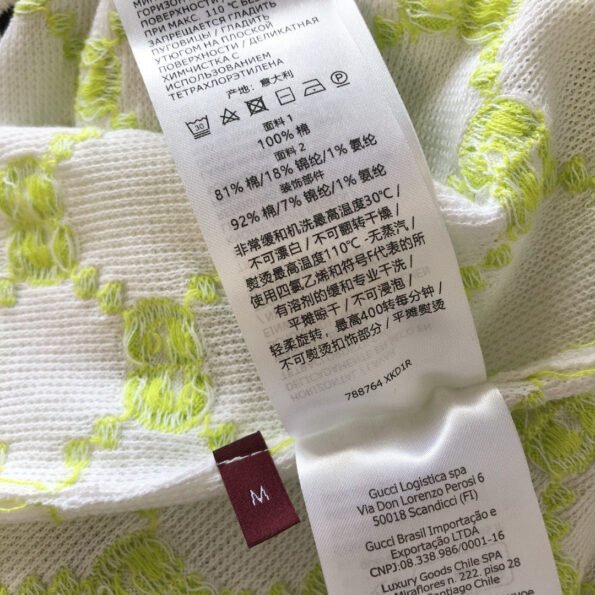 ГОРИЗОН
ПОВЕРХНОСТИ /
ПРИ МАКС. 110 °C БЕ
ЗАПРЕЩАЕТСЯ ГЛАДИТЬ
ПУГОВИЦЫ / ГЛАДИТЬ
УТЮГОМ НА ПЛОСКОЙ
ПОВЕРХНОСТИ / ДЕЛИКАТНАЯ
ХИМЧИСТКА С
ИСПОЛЬЗОВАНИЕМ
ТЕТРАХЛОРЭТИЛЕНА
产地: 意大利
30
P
面料 1
100% 棉
面料 2
81% 棉/18% 锦纶/1% 氨纶
装饰部件
92% 棉/7% 锦纶/1% 氨纶
非常缓和机洗最高温度30°C /
不可漂白 / 不可翻转干燥 /
熨烫最高温度110°C -无蒸汽 /
使用四氯乙烯和符号F代表的所
有溶剂的缓和专业干洗 /
平摊晾干 / 不可浸泡 /
轻柔旋转，最高400转每分钟 /
不可熨烫扣饰部分 / 平摊熨烫
788764 XKD1R
M
Gucci Logistica spa
Via Don Lorenzo Perosi 6
50018 Scandicci (FI)
Gucci Brasil Importação e
Exportação LTDA
CNPJ:08.338.986/0001-16
Luxury Goods Chile SPA
Miraflores n. 222. piso 28
Santiago Chile